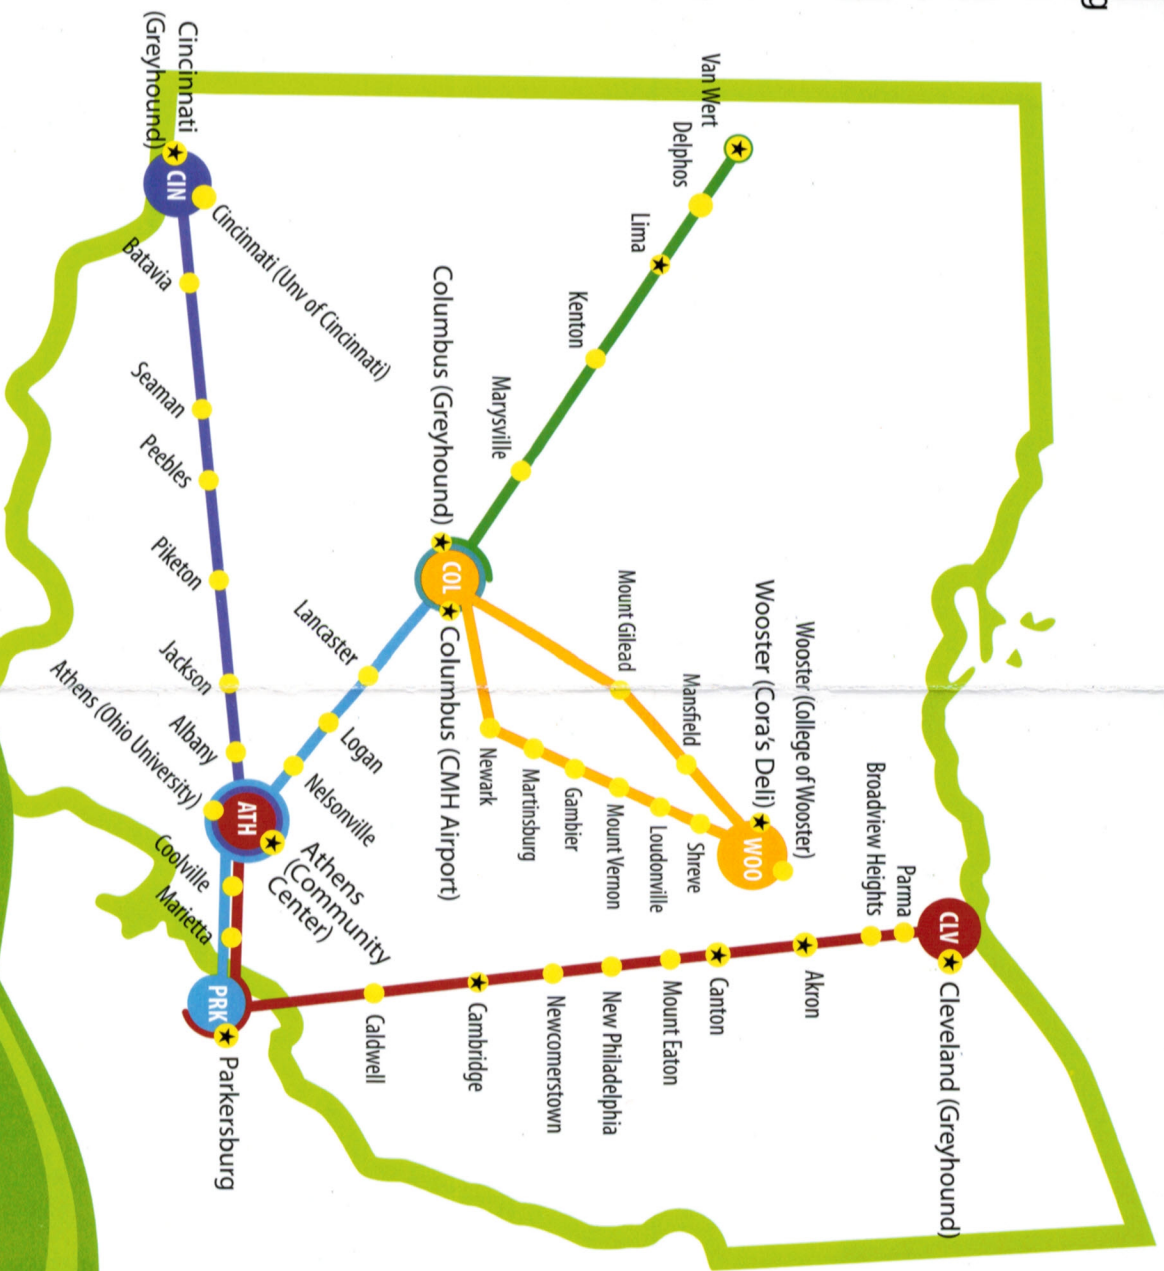 g
Cleveland (Greyhound)
CLV
Parma
Broadview Heights
Akron
Canton
Mount Eaton
New Philadelphia
Newcomerstown
Cambridge
Caldwell
Wooster (College of Wooster)
Wooster (Cora's Deli)
WOO
Mansfield
Mount Gilead
Shreve
Loudonville
Mount Vernon
Gambier
Martinsburg
Newark
Van Wert
Delphos
Lima
Kenton
Marysville
Columbus (Greyhound)
COL
Columbus (CMH Airport)
Lancaster
Logan
Nelsonville
Athens
(Community
Center)
ATH
Athens (Ohio University)
Coolville
Marietta
PRK
Parkersburg
Cincinnati
(Greyhound)
CIN
Cincinnati (Unv of Cincinnati)
Batavia
Seaman
Peebles
Piketon
Jackson
Albany